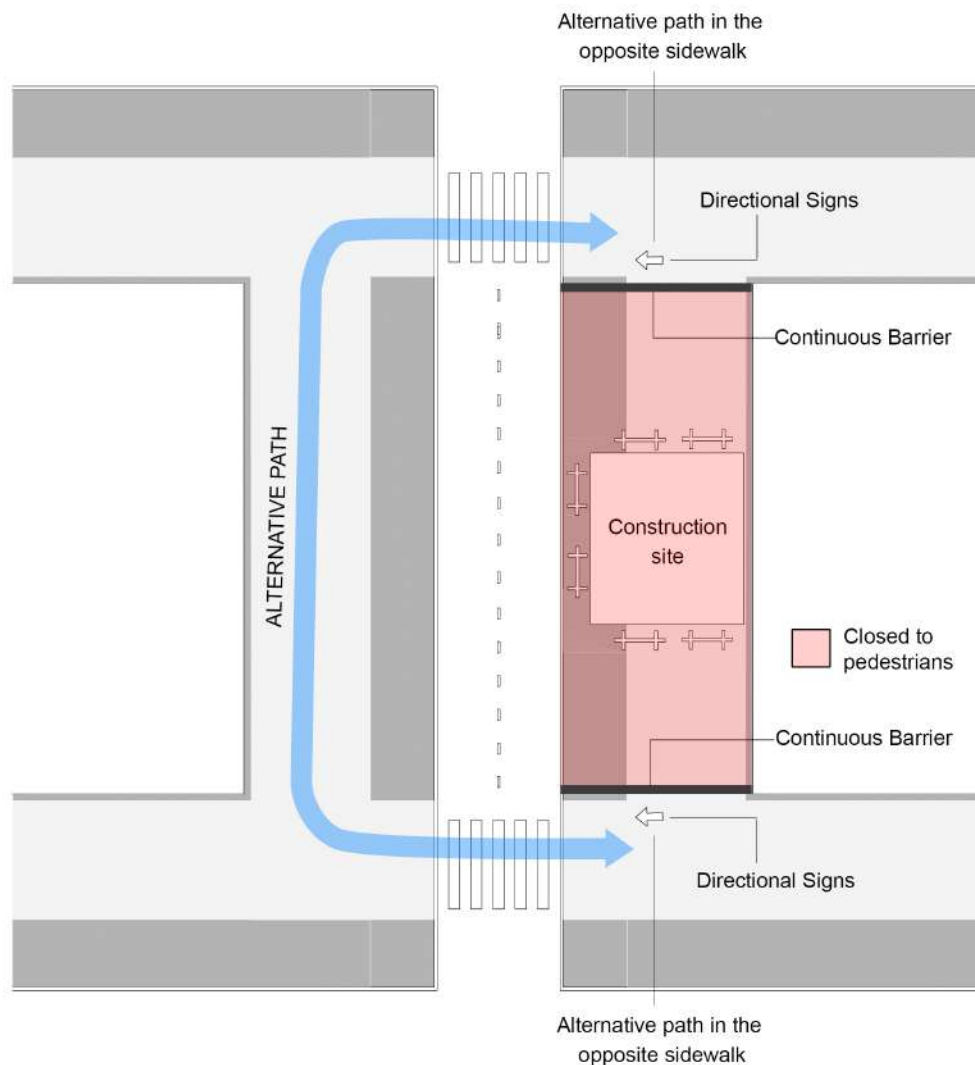 Alternative path in the
opposite sidewalk
Directional Signs
Continuous Barrier
ALTERNATIVE PATH
Construction
site
Closed to
pedestrians
Continuous Barrier
Directional Signs
Alternative path in the
opposite sidewalk